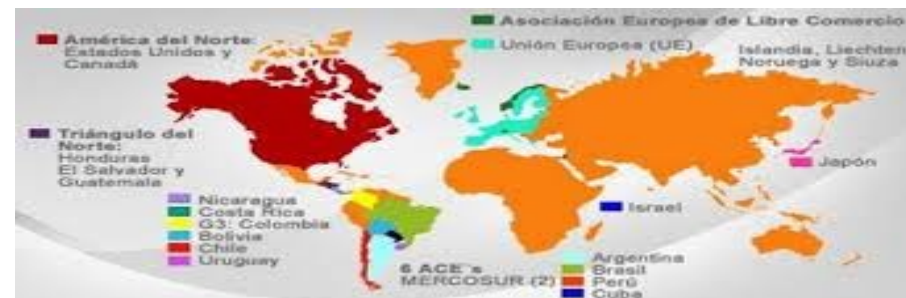 América del Norte:
Estados Unidos y
Canadá
Asociación Europea de Libre Comercio
Unión Europea (UE)
Islandia, Liechten
Noruega y Siuza
Triángulo del
Norte:
Honduras
El Salvador y
Guatemala
Nicaragua
Costa Rica
G3: Colombia
Bolivia
Chile
Uruguay
Japón
Israel
6 ACE´s
MERCOSUR (2)
Argentina
Brasil
Perú
Cuba